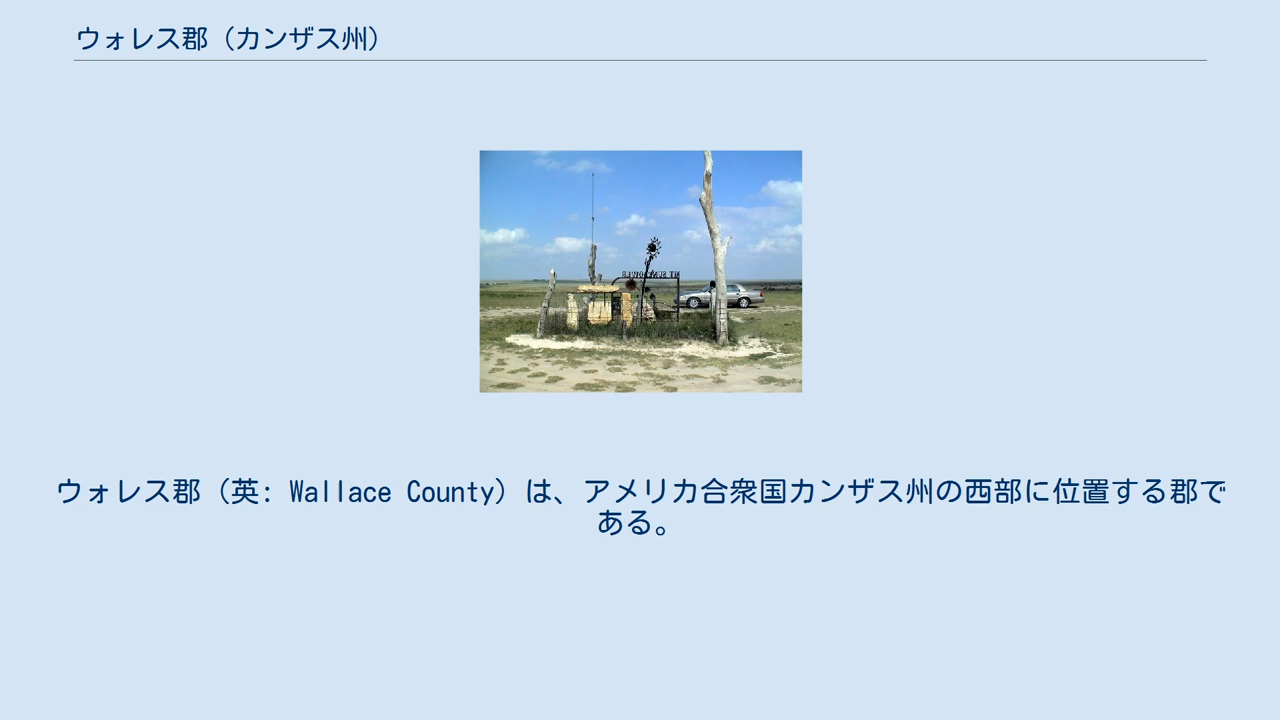 ウォレス郡（カンザス州）
ウォレス郡（英: Wallace County）は、アメリカ合衆国カンザス州の西部に位置する郡で
ある。